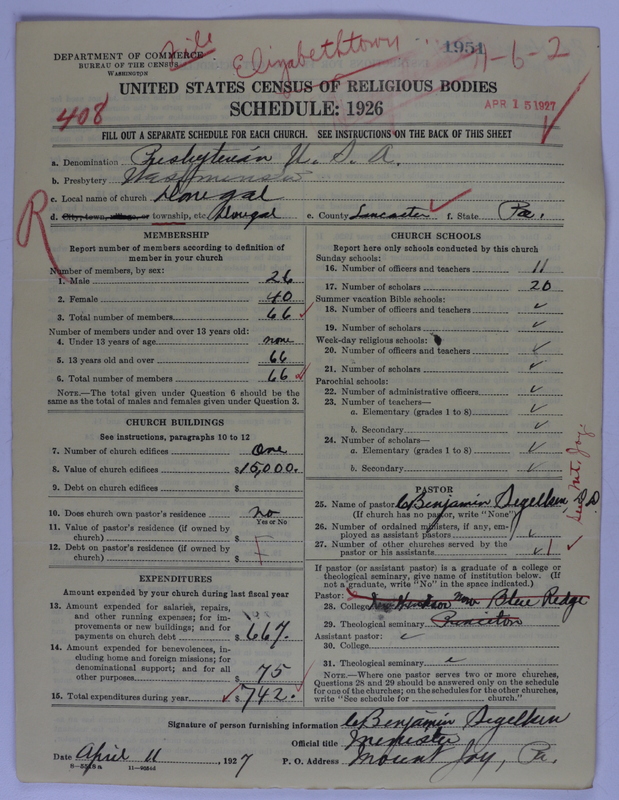 DEPARTMENT OF COMMERCE
BUREAU OF THE CENSUS
WASHINGTON
File
Elizabethtown
1951
11-6-2
UNITED STATES CENSUS OF RELIGIOUS BODIES
408
SCHEDULE: 1926
APR 15 1927
FILL OUT A SEPARATE SCHEDULE FOR EACH CHURCH. SEE INSTRUCTIONS ON THE BACK OF THIS SHEET
a. Denomination Presbyterian U. S. A.
b. Presbytery Westminster
c. Local name of church Donegal
d. City, town, village, or township, etc Donegal e. County Lancaster f. State Pa.
R
MEMBERSHIP
Report number of members according to definition of member in your church
Number of members, by sex:
1. Male 26
2. Female 40
3. Total number of members 66
Number of members under and over 13 years old:
4. Under 13 years of age none
5. 13 years old and over 66
6. Total number of members 66
NOTE.—The total given under Question 6 should be the same as the total of males and females given under Question 3.
CHURCH BUILDINGS
See instructions, paragraphs 10 to 12
7. Number of church edifices One
8. Value of church edifices $15,000.
9. Debt on church edifices $
10. Does church own pastor's residence No
Yes or No
11. Value of pastor's residence (if owned by church) $
12. Debt on pastor's residence (if owned by church) $
F
EXPENDITURES
Amount expended by your church during last fiscal year
13. Amount expended for salaries, repairs, and other running expenses; for improvements or new buildings; and for payments on church debt $667.
14. Amount expended for benevolences, including home and foreign missions; for denominational support; and for all other purposes 75
15. Total expenditures during year $742.
CHURCH SCHOOLS
Report here only schools conducted by this church
Sunday schools:
16. Number of officers and teachers 11
17. Number of scholars 20
Summer vacation Bible schools:
18. Number of officers and teachers ✓
19. Number of scholars ✓
Week-day religious schools:
20. Number of officers and teachers ✓
21. Number of scholars ✓
Parochial schools:
22. Number of administrative officers ✓
23. Number of teachers—
a. Elementary (grades 1 to 8) ✓
b. Secondary ✓
24. Number of scholars—
a. Elementary (grades 1 to 8) ✓
b. Secondary ✓
See Mt. Joy.
PASTOR
25. Name of pastor C Benjamin Segelken, D.D.
(If church has no pastor, write "None")
26. Number of ordained ministers, if any, employed as assistant pastors ✓
27. Number of other churches served by the pastor or his assistants ✓ 1
If pastor (or assistant pastor) is a graduate of a college or theological seminary, give name of institution below. (If not a graduate, write "No" in the space indicated.)
Pastor:
28. College now Blue Ridge
29. Theological seminary Princeton
Assistant pastor:
30. College
31. Theological seminary
NOTE.—Where one pastor serves two or more churches, Questions 28 and 29 should be answered only on the schedule for one of the churches; on the schedules for the other churches, write "See schedule for church."
Signature of person furnishing information C Benjamin Segelken
Official title Minister
Date April 11, 1927 P. O. Address Mount Joy, Pa.
8—5518a 11—9054d